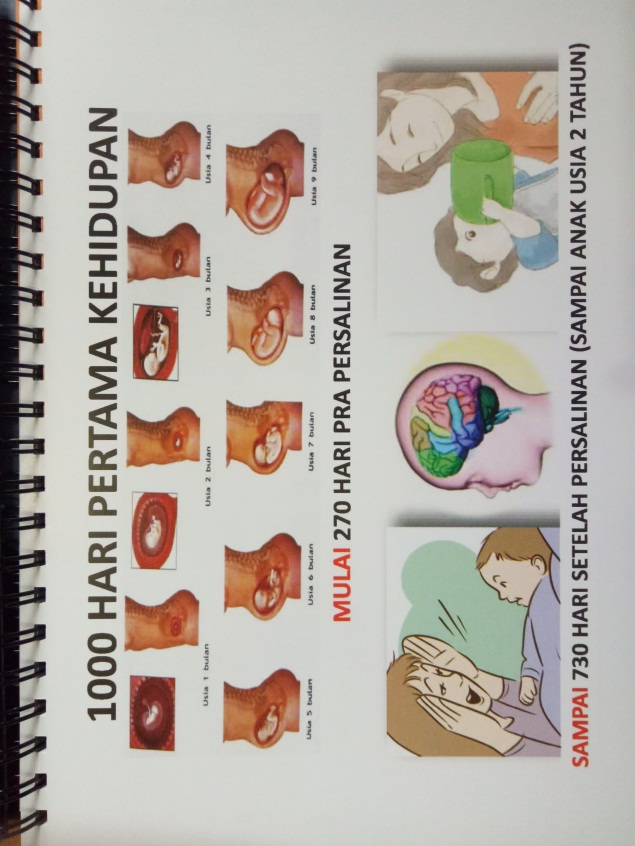 1000 HARI PERTAMA KEHIDUPAN
Usia 1 bulan
Usia 2 bulan
Usia 3 bulan
Usia 4 bulan
Usia 5 bulan
Usia 6 bulan
Usia 7 bulan
Usia 8 bulan
Usia 9 bulan
MULAI 270 HARI PRA PERSALINAN
SAMPAI 730 HARI SETELAH PERSALINAN (SAMPAI ANAK USIA 2 TAHUN)